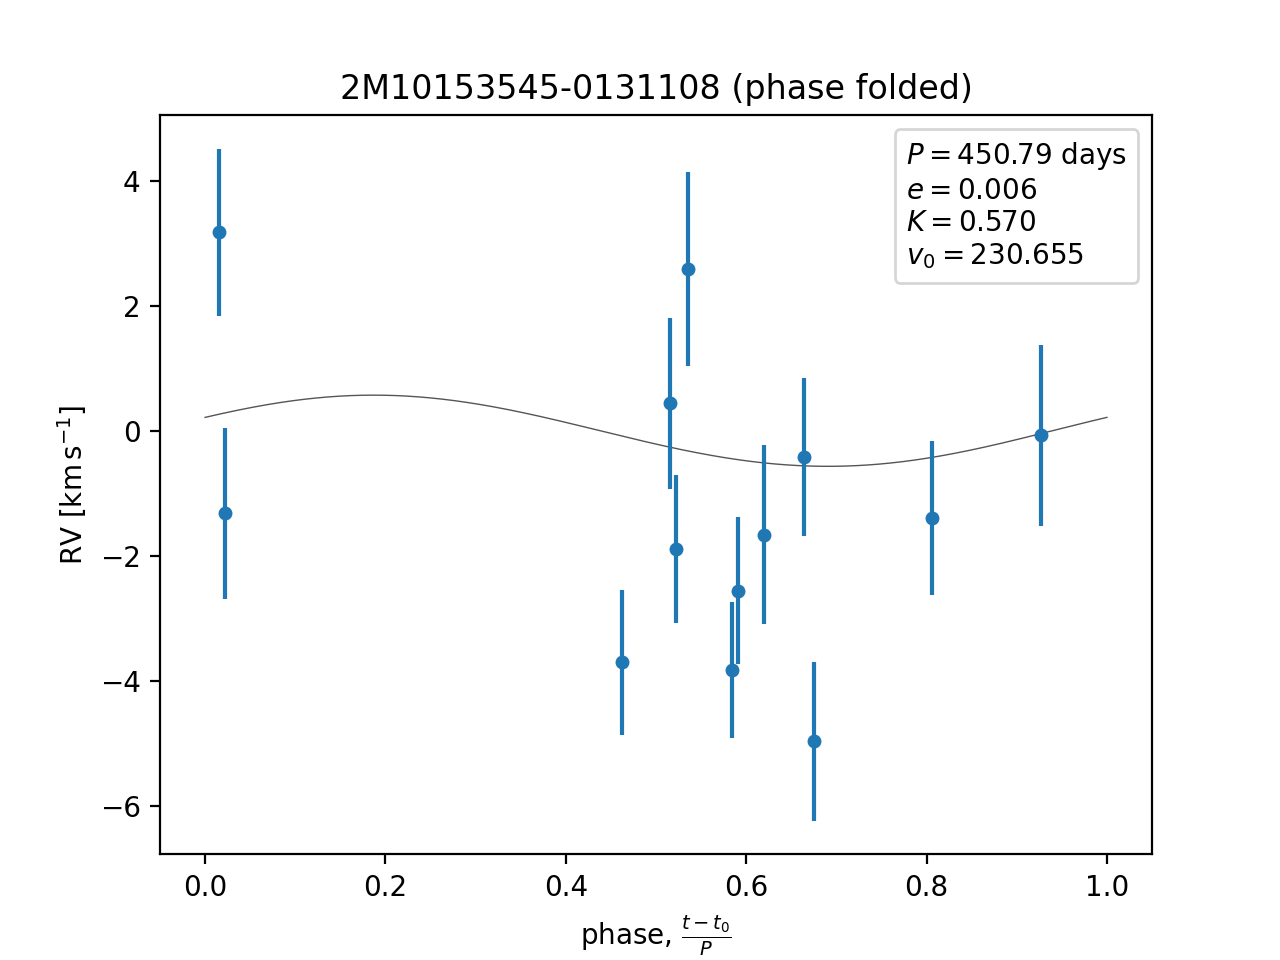 2M10153545-0131108 (phase folded)
P = 450.79 days
e = 0.006
K = 0.570
v₀ = 230.655
4
2
0
−2
−4
−6
RV [km s⁻¹]
0.0 0.2 0.4 0.6 0.8 1.0
phase, (t − t₀)/P